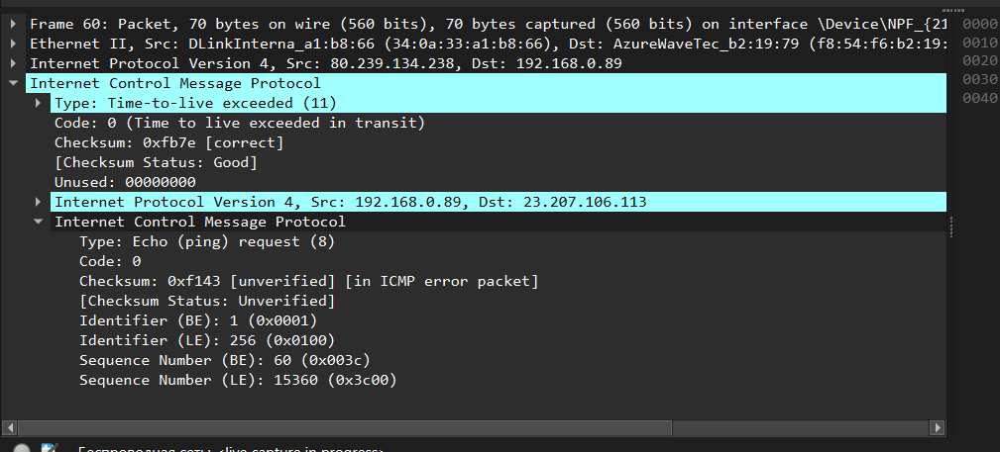 Frame 60: Packet, 70 bytes on wire (560 bits), 70 bytes captured (560 bits) on interface \Device\NPF_{21
Ethernet II, Src: DLinkInterna_a1:b8:66 (34:0a:33:a1:b8:66), Dst: AzureWaveTec_b2:19:79 (f8:54:f6:b2:19:
Internet Protocol Version 4, Src: 80.239.134.238, Dst: 192.168.0.89
Internet Control Message Protocol
Type: Time-to-live exceeded (11)
Code: 0 (Time to live exceeded in transit)
Checksum: 0xfb7e [correct]
[Checksum Status: Good]
Unused: 00000000
Internet Protocol Version 4, Src: 192.168.0.89, Dst: 23.207.106.113
Internet Control Message Protocol
Type: Echo (ping) request (8)
Code: 0
Checksum: 0xf143 [unverified] [in ICMP error packet]
[Checksum Status: Unverified]
Identifier (BE): 1 (0x0001)
Identifier (LE): 256 (0x0100)
Sequence Number (BE): 60 (0x003c)
Sequence Number (LE): 15360 (0x3c00)
0000
0010
0020
0030
0040
Беспроводная сеть: <live capture in progress>